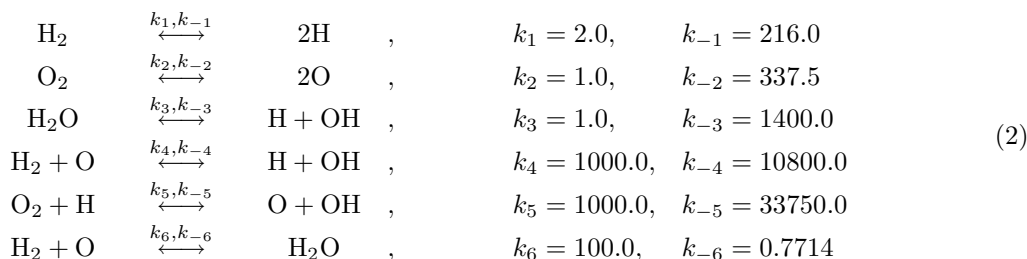 H₂ ⟷ᵏ¹,ᵏ⁻¹ 2H , k₁ = 2.0, k₋₁ = 216.0
O₂ ⟷ᵏ²,ᵏ⁻² 2O , k₂ = 1.0, k₋₂ = 337.5
H₂O ⟷ᵏ³,ᵏ⁻³ H + OH , k₃ = 1.0, k₋₃ = 1400.0
H₂ + O ⟷ᵏ⁴,ᵏ⁻⁴ H + OH , k₄ = 1000.0, k₋₄ = 10800.0
(2)
O₂ + H ⟷ᵏ⁵,ᵏ⁻⁵ O + OH , k₅ = 1000.0, k₋₅ = 33750.0
H₂ + O ⟷ᵏ⁶,ᵏ⁻⁶ H₂O , k₆ = 100.0, k₋₆ = 0.7714